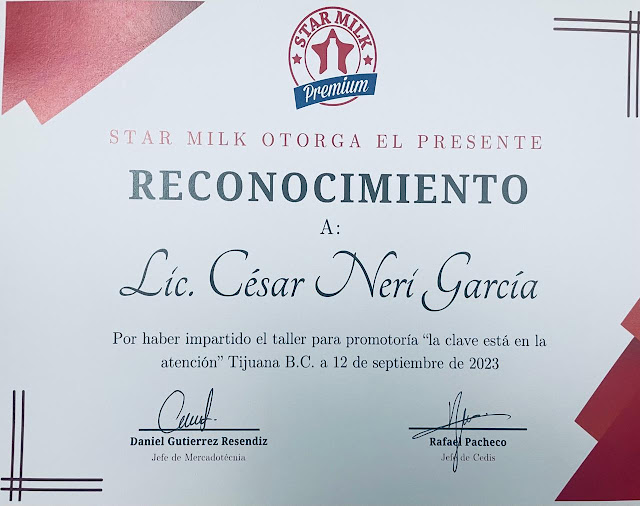 STAR MILK
Premium
STAR MILK OTORGA EL PRESENTE
RECONOCIMIENTO
A:
Lic. César Neri García
Por haber impartido el taller para promotoría “la clave está en la
atención” Tijuana B.C. a 12 de septiembre de 2023
Daniel Gutierrez Resendiz
Jefe de Mercadotécnia
Rafael Pacheco
Jefe de Cedis